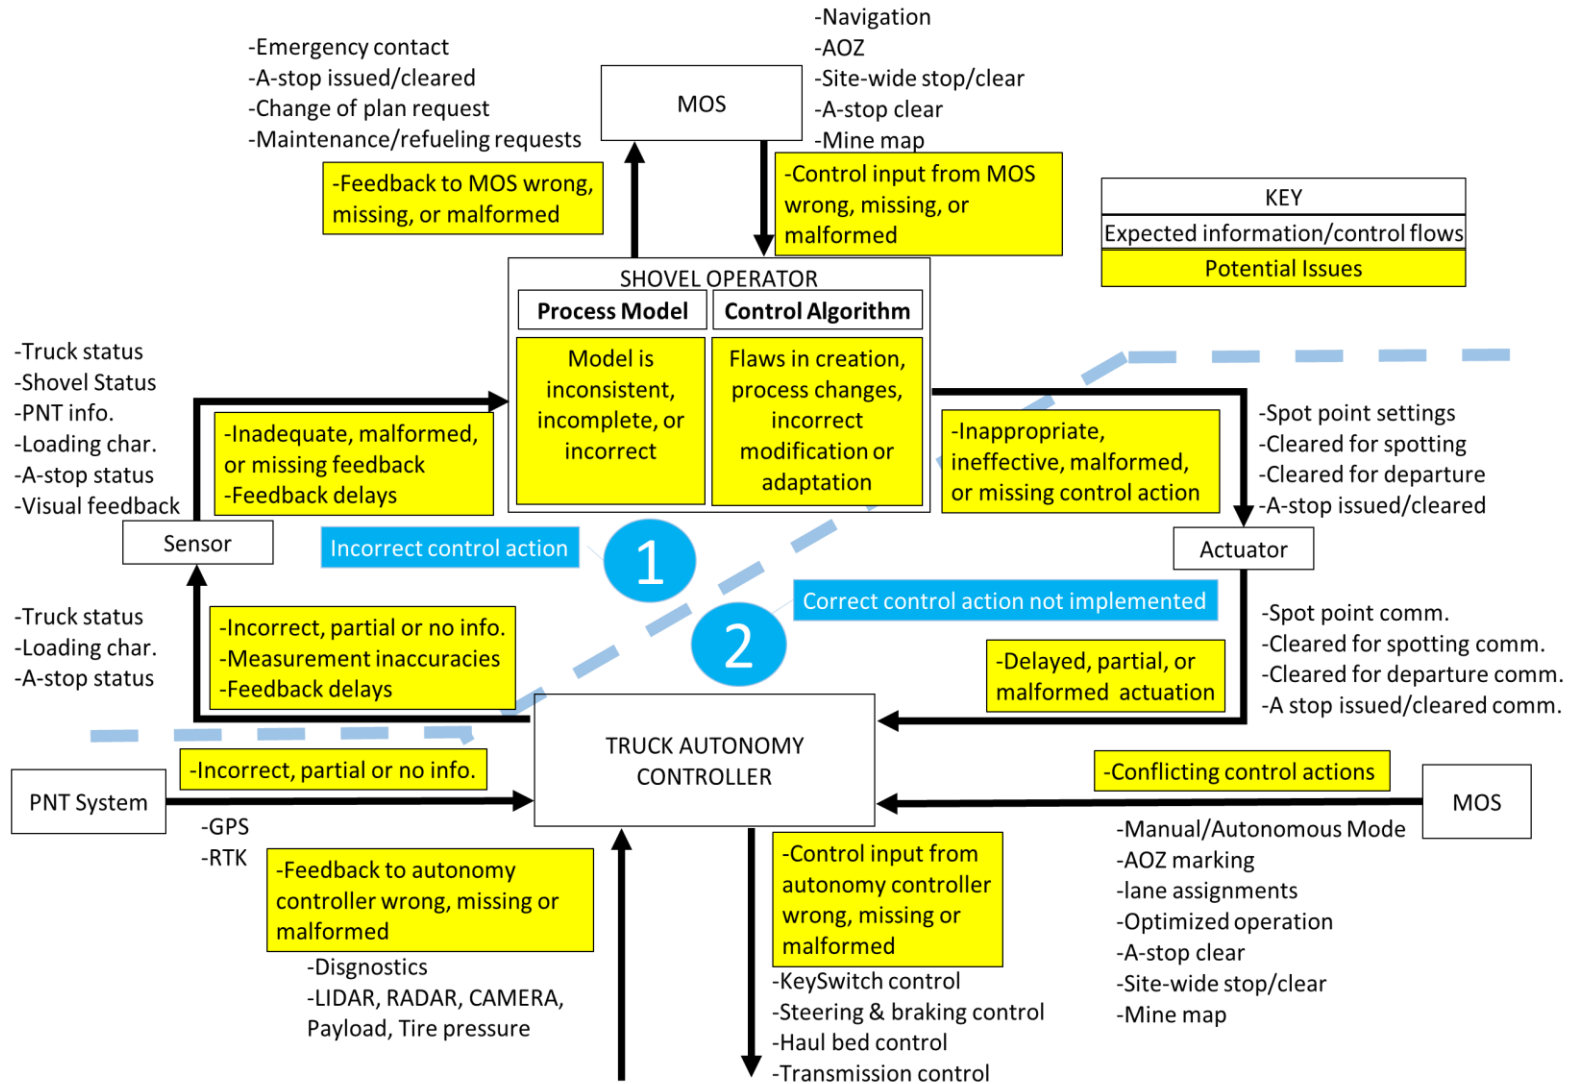 -Navigation
-AOZ
-Site-wide stop/clear
-A-stop clear
-Mine map
-Emergency contact
-A-stop issued/cleared
-Change of plan request
-Maintenance/refueling requests
MOS
-Feedback to MOS wrong,
missing, or malformed
-Control input from MOS
wrong, missing, or
malformed
KEY
Expected information/control flows
Potential Issues
SHOVEL OPERATOR
Process Model
Control Algorithm
Model is
inconsistent,
incomplete, or
incorrect
Flaws in creation,
process changes,
incorrect
modification or
adaptation
-Truck status
-Shovel Status
-PNT info.
-Loading char.
-A-stop status
-Visual feedback
-Inadequate, malformed,
or missing feedback
-Feedback delays
-Inappropriate,
ineffective, malformed,
or missing control action
-Spot point settings
-Cleared for spotting
-Cleared for departure
-A-stop issued/cleared
Sensor
Incorrect control action
1
Actuator
2
Correct control action not implemented
-Truck status
-Loading char.
-A-stop status
-Incorrect, partial or no info.
-Measurement inaccuracies
-Feedback delays
-Delayed, partial, or
malformed actuation
-Spot point comm.
-Cleared for spotting comm.
-Cleared for departure comm.
-A stop issued/cleared comm.
TRUCK AUTONOMY
CONTROLLER
-Incorrect, partial or no info.
PNT System
-GPS
-RTK
-Conflicting control actions
MOS
-Manual/Autonomous Mode
-AOZ marking
-lane assignments
-Optimized operation
-A-stop clear
-Site-wide stop/clear
-Mine map
-Feedback to autonomy
controller wrong, missing or
malformed
-Disgnostics
-LIDAR, RADAR, CAMERA,
Payload, Tire pressure
-Control input from
autonomy controller
wrong, missing or
malformed
-KeySwitch control
-Steering & braking control
-Haul bed control
-Transmission control